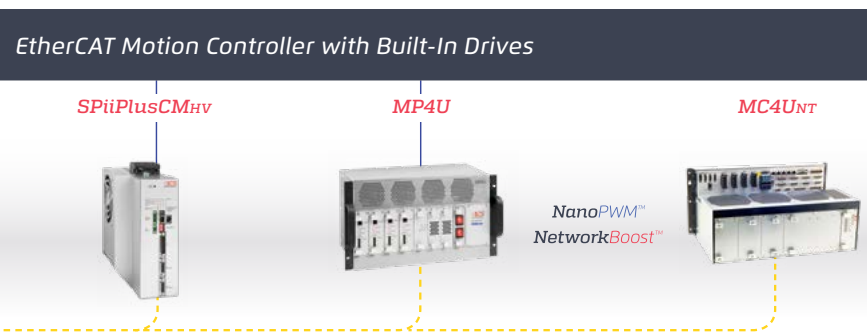 EtherCAT Motion Controller with Built-In Drives
SPiiPlusCMHV
MP4U
MC4UNT
NanoPWM™
NetworkBoost™